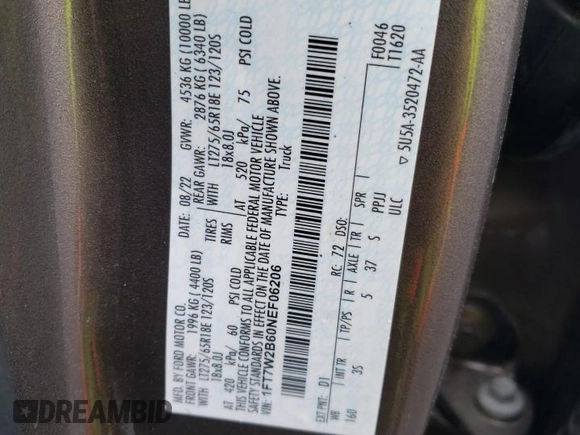 MFD. BY FORD MOTOR CO.
DATE: 08/22 GVWR: 4536 KG (10000 LB)
FRONT GAWR: 1996 KG (4400 LB) REAR GAWR: 2876 KG (6340 LB)
WITH LT275/65R18E 123/120S TIRES WITH LT275/65R18E 123/120S
18x8.0J RIMS 18x8.0J
AT 420 kPa/ 60 PSI COLD AT 520 kPa/ 75 PSI COLD
THIS VEHICLE CONFORMS TO ALL APPLICABLE FEDERAL MOTOR VEHICLE
SAFETY STANDARDS IN EFFECT ON THE DATE OF MANUFACTURE SHOWN ABOVE.
VIN: 1FT7W2B60NEF06206 TYPE: Truck
F0046
TT1620
EXT PNT: D1 RC: 72 DSO:
WB INT TR TP/PS R AXLE TR SPR
160 3S 5 37 S PPJJ
ULC
▽ 5U5A-3520472-AA
DREAMBID